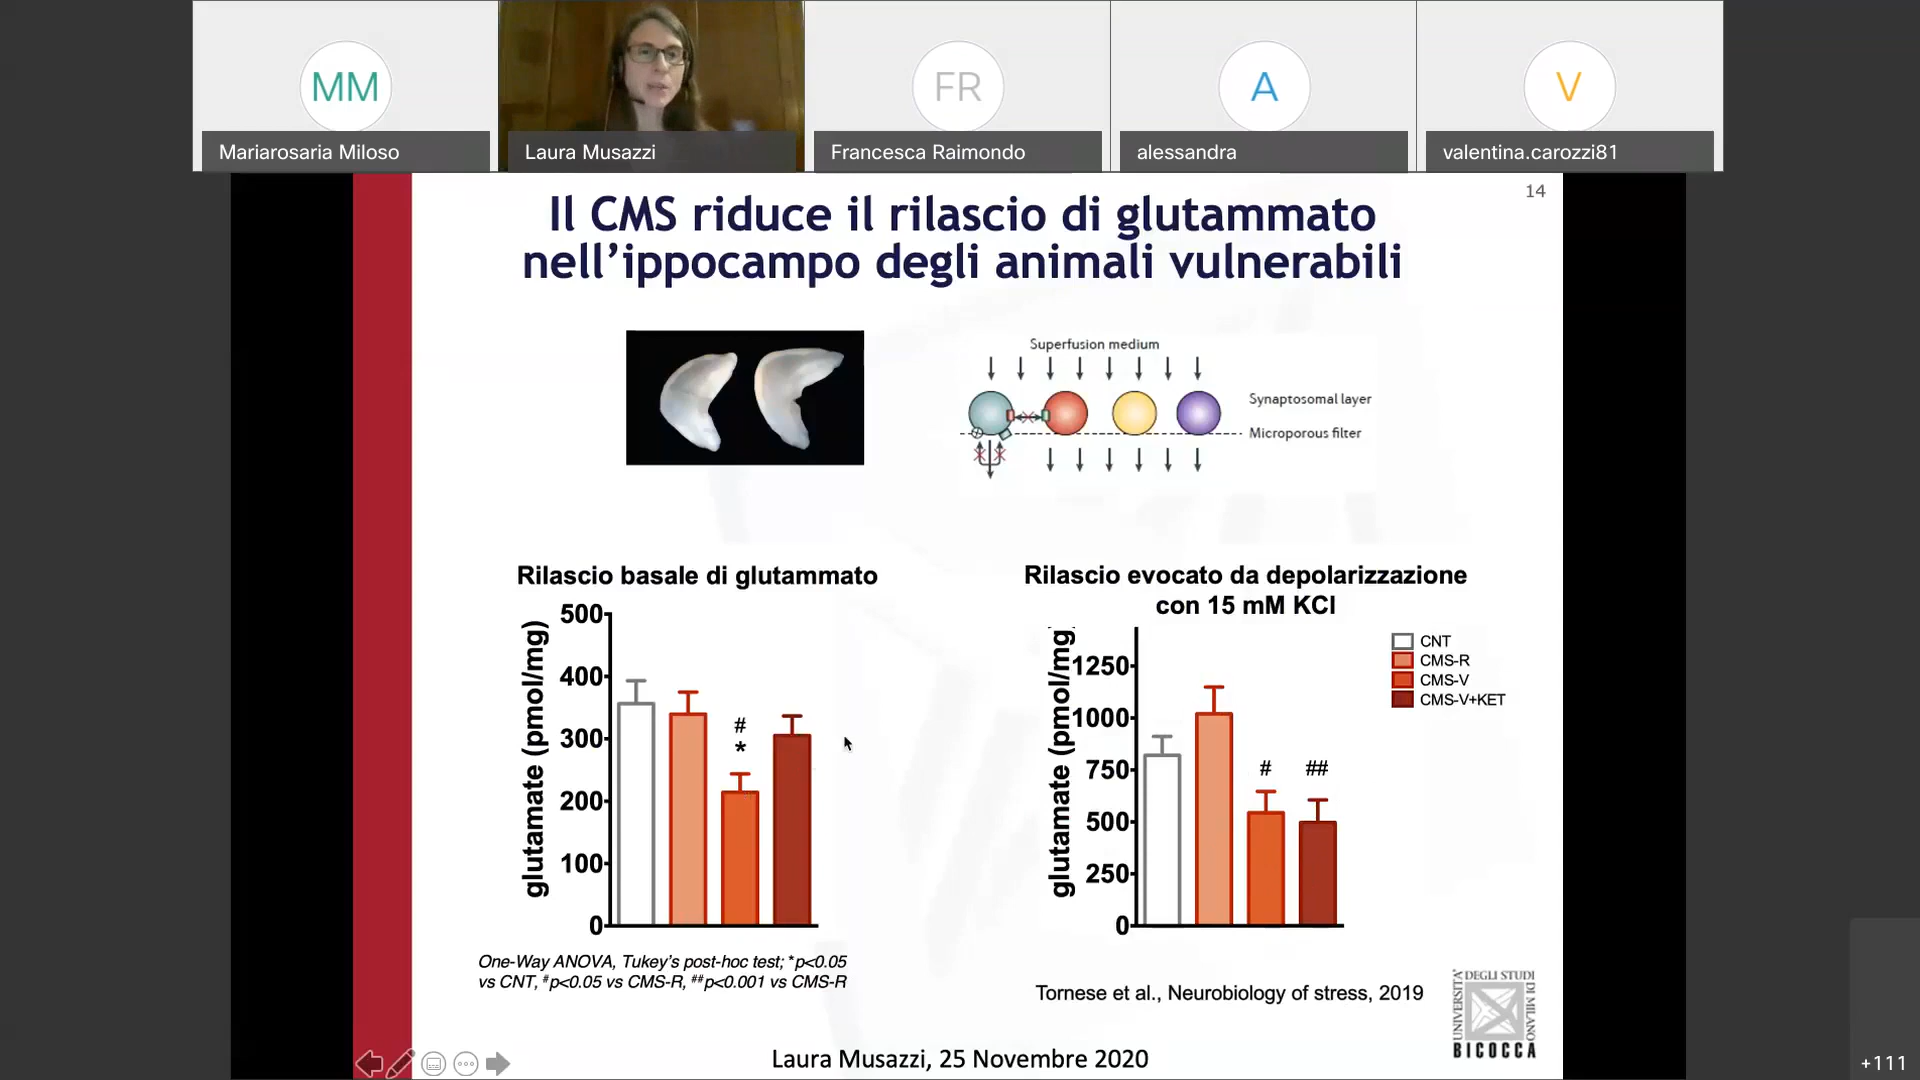 MM
FR
A
V
Mariarosaria Miloso
Laura Musazzi
Francesca Raimondo
alessandra
valentina.carozzi81
14
Il CMS riduce il rilascio di glutammato
nell’ippocampo degli animali vulnerabili
Superfusion medium
Synaptosomal layer
Microporous filter
Rilascio basale di glutammato
glutamate (pmol/mg)
500
400
300
200
100
0
#
*
Rilascio evocato da depolarizzazione
con 15 mM KCl
glutamate (pmol/mg
1250
1000
750
500
250
0
#
##
CNT
CMS-R
CMS-V
CMS-V+KET
One-Way ANOVA, Tukey's post-hoc test; *p<0.05
vs CNT, #p<0.05 vs CMS-R, ##p<0.001 vs CMS-R
Tornese et al., Neurobiology of stress, 2019
UNIVERSITA'
DEGLI STUDI
DI MILANO
BICOCCA
Laura Musazzi, 25 Novembre 2020
+111